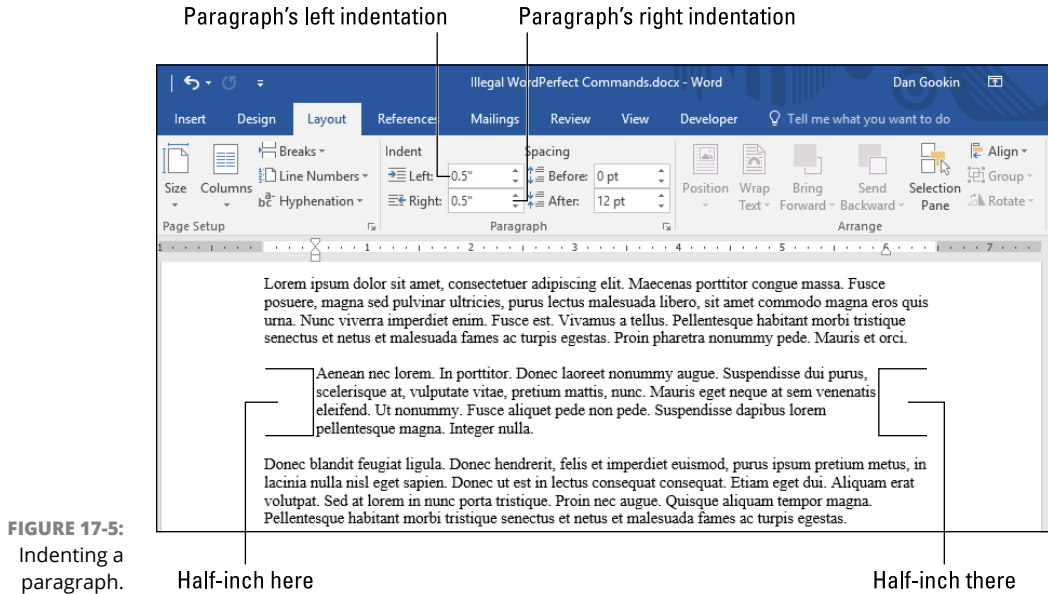 Paragraph's left indentation Paragraph's right indentation
Illegal WordPerfect Commands.docx - Word Dan Gookin
Insert Design Layout References Mailings Review View Developer Tell me what you want to do
Breaks Indent Spacing Align
Line Numbers Left: 0.5" Before: 0 pt Group
Size Columns Hyphenation Right: 0.5" After: 12 pt Position Wrap Text Bring Forward Send Backward Selection Pane Rotate
Page Setup Paragraph Arrange
1 1 2 3 4 5 6 7
Lorem ipsum dolor sit amet, consectetuer adipiscing elit. Maecenas porttitor congue massa. Fusce
posuere, magna sed pulvinar ultricies, purus lectus malesuada libero, sit amet commodo magna eros quis
urna. Nunc viverra imperdiet enim. Fusce est. Vivamus a tellus. Pellentesque habitant morbi tristique
senectus et netus et malesuada fames ac turpis egestas. Proin pharetra nonummy pede. Mauris et orci.
Aenean nec lorem. In porttitor. Donec laoreet nonummy augue. Suspendisse dui purus,
scelerisque at, vulputate vitae, pretium mattis, nunc. Mauris eget neque at sem venenatis
eleifend. Ut nonummy. Fusce aliquet pede non pede. Suspendisse dapibus lorem
pellentesque magna. Integer nulla.
Donec blandit feugiat ligula. Donec hendrerit, felis et imperdiet euismod, purus ipsum pretium metus, in
lacinia nulla nisl eget sapien. Donec ut est in lectus consequat consequat. Etiam eget dui. Aliquam erat
volutpat. Sed at lorem in nunc porta tristique. Proin nec augue. Quisque aliquam tempor magna.
Pellentesque habitant morbi tristique senectus et netus et malesuada fames ac turpis egestas.
FIGURE 17-5:
Indenting a
paragraph.
Half-inch here Half-inch there